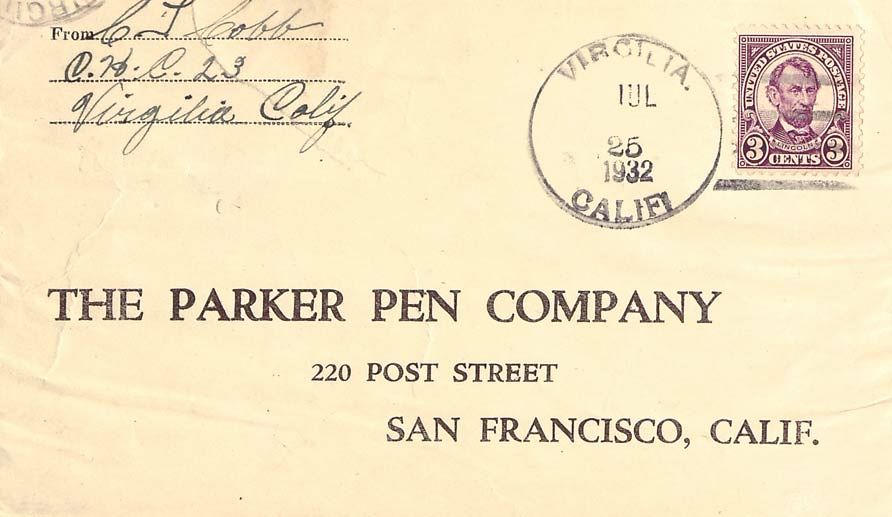 From C L Cobb
23
Virgilia Calif.
VIRGILIA.
JUL
25
1932
CALIF
UNITED STATES POSTAGE
LINCOLN
3 CENTS 3
THE PARKER PEN COMPANY
220 POST STREET
SAN FRANCISCO, CALIF.